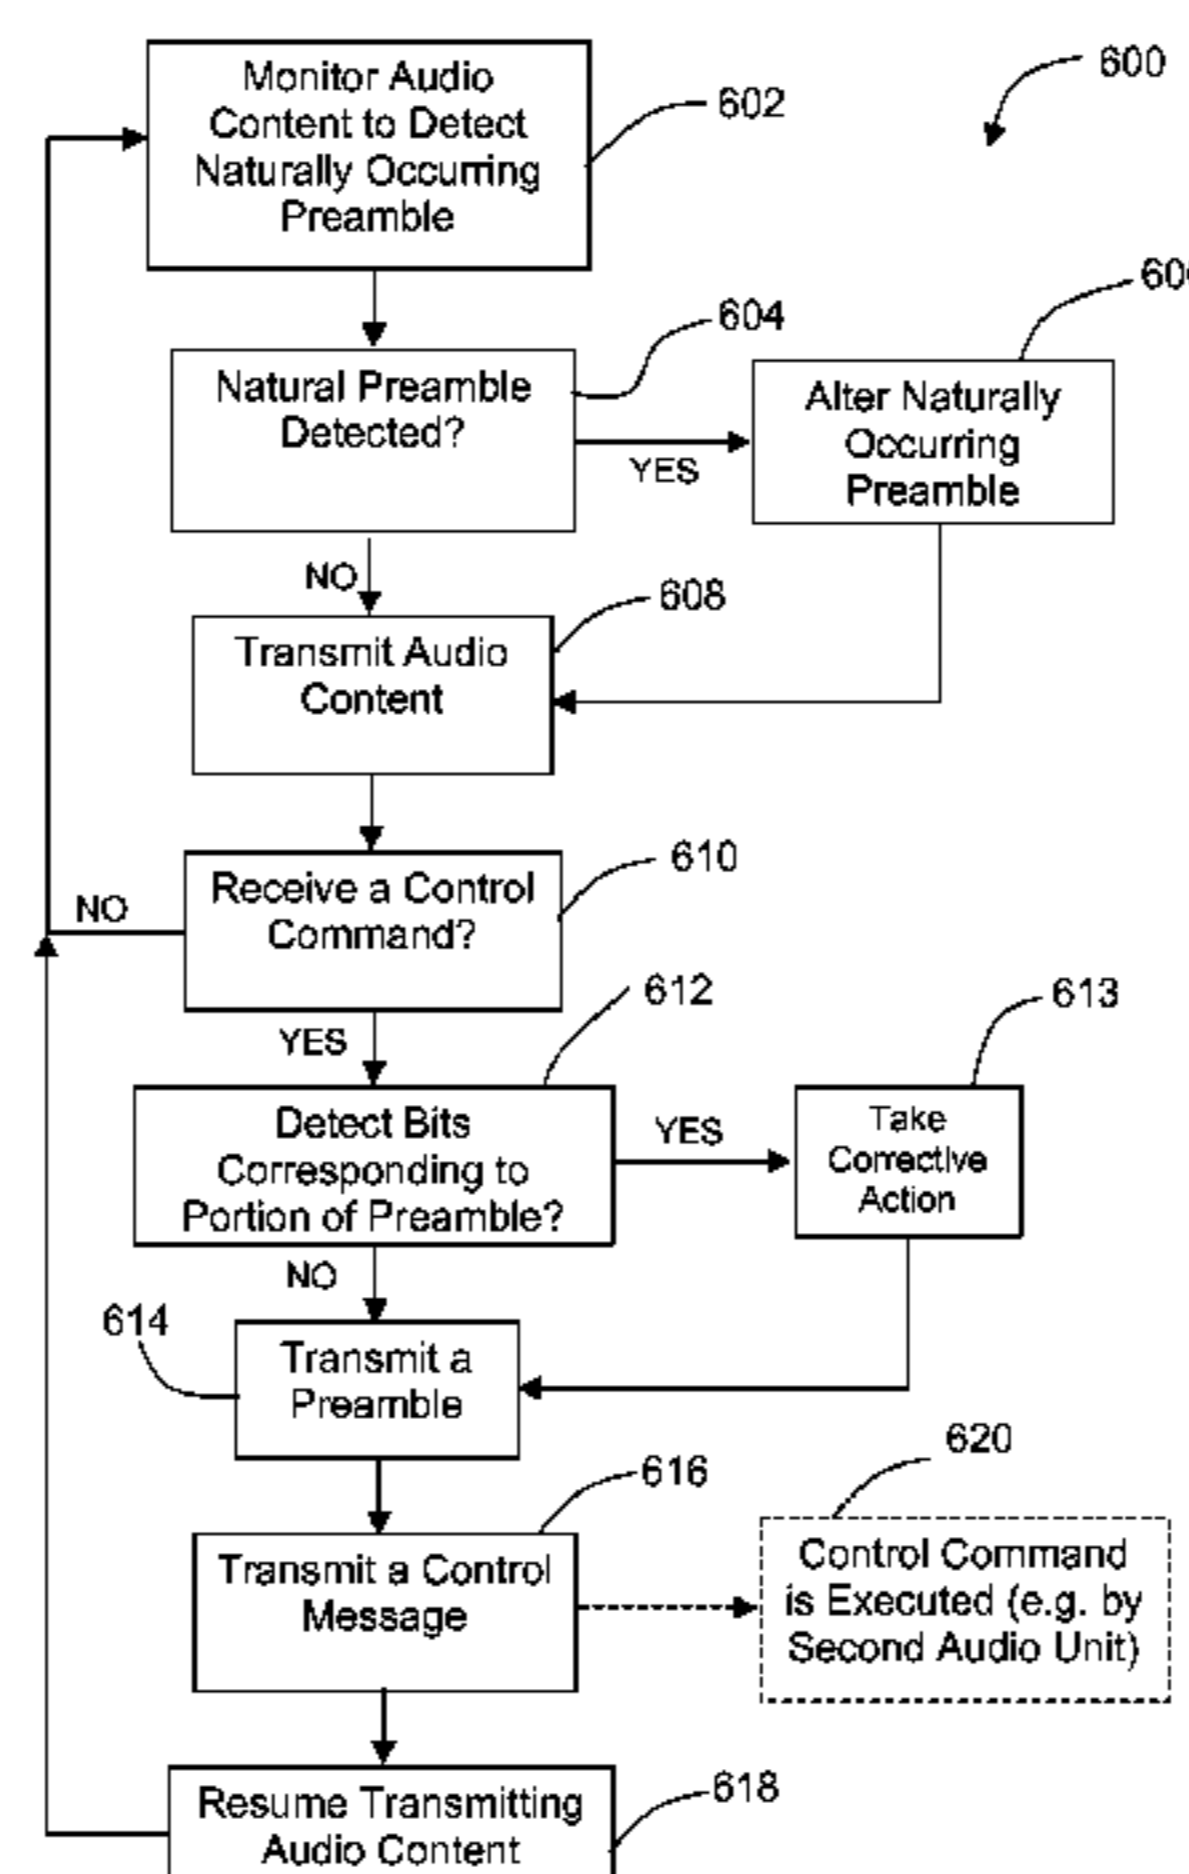 600
Monitor Audio
Content to Detect
Naturally Occurring
Preamble
602
604
Natural Preamble
Detected?
YES
Alter Naturally
Occurring
Preamble
NO
608
Transmit Audio
Content
610
Receive a Control
Command?
NO
YES
612
613
Detect Bits
Corresponding to
Portion of Preamble?
YES
Take
Corrective
Action
NO
614
Transmit a
Preamble
616
620
Transmit a Control
Message
Control Command
is Executed (e.g. by
Second Audio Unit)
618
Resume Transmitting
Audio Content